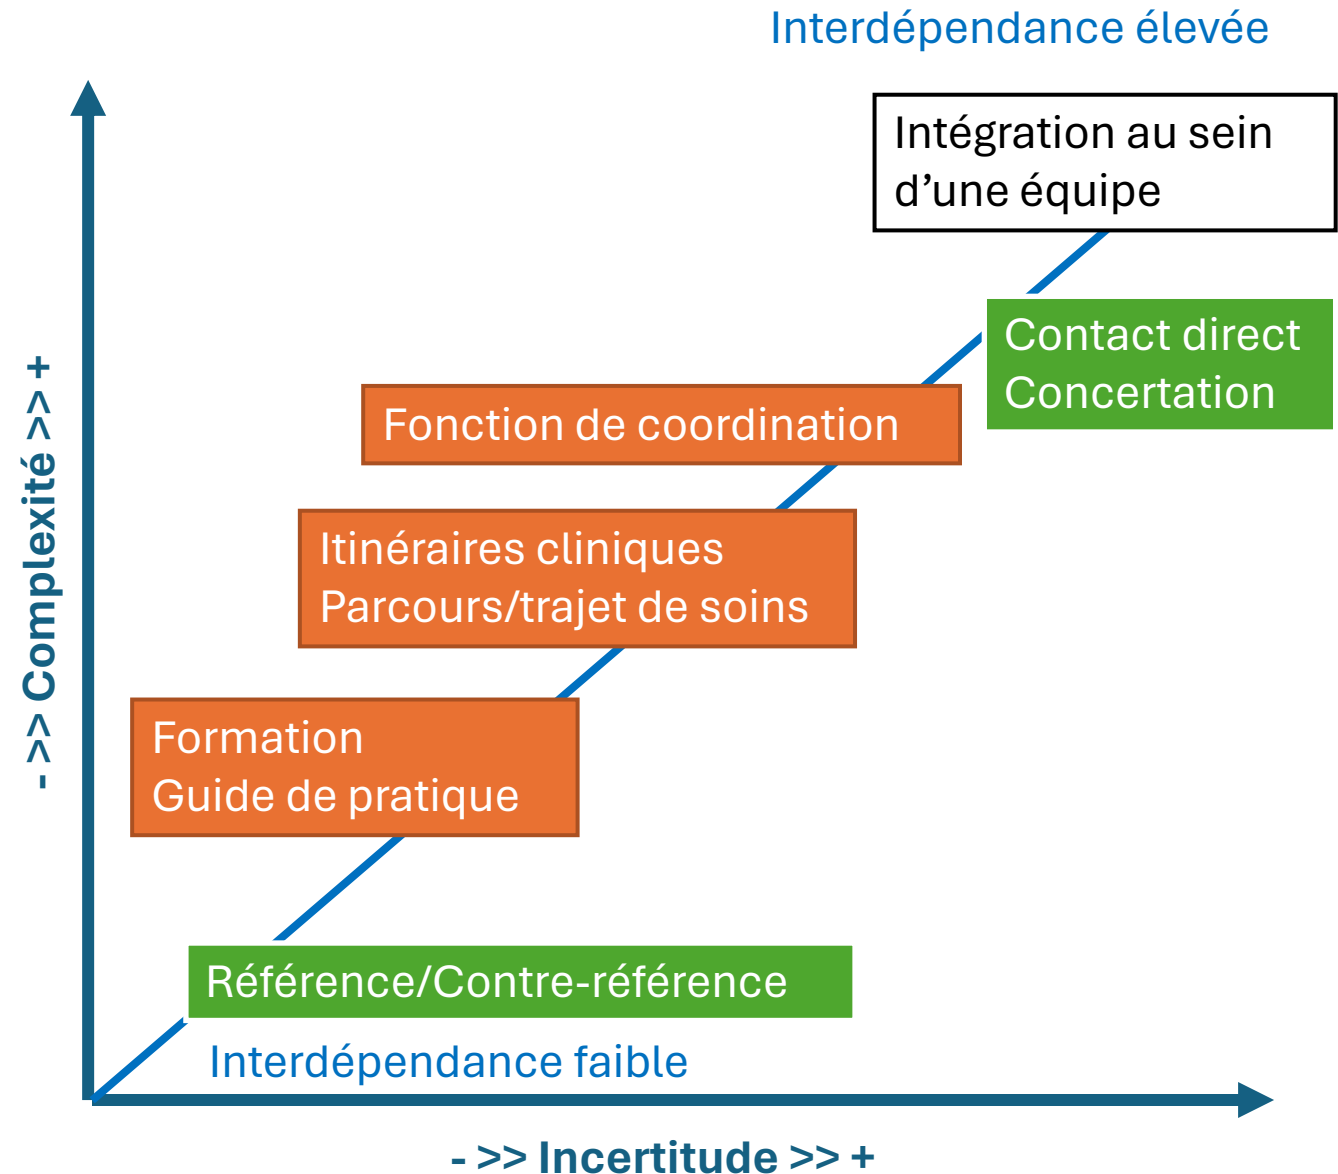 Interdépendance élevée
Intégration au sein
d’une équipe
Contact direct
Concertation
Fonction de coordination
Itinéraires cliniques
Parcours/trajet de soins
Formation
Guide de pratique
Référence/Contre-référence
Interdépendance faible
- >> Complexité >> +
- >> Incertitude >> +